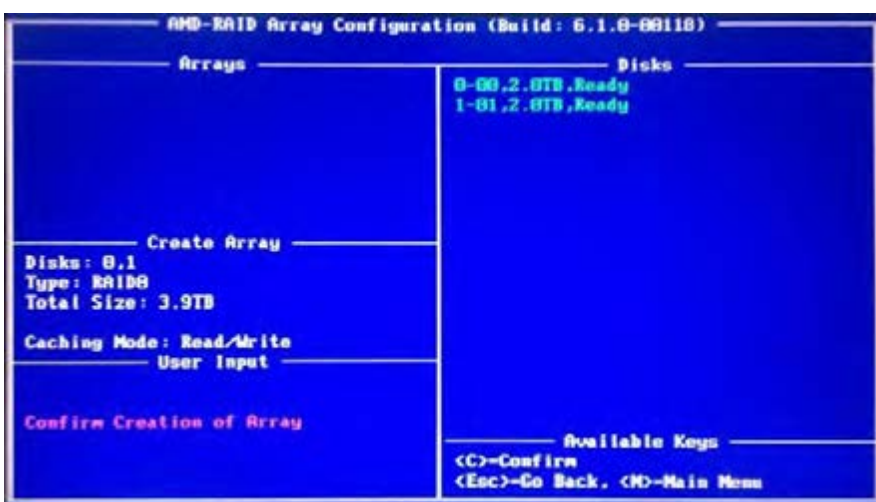 AMD-RAID Array Configuration (Build: 6.1.0-00118)
Arrays
Disks
0-00,2.0TB,Ready
1-01,2.0TB,Ready
Create Array
Disks: 0,1
Type: RAID0
Total Size: 3.9TB
Caching Mode: Read/Write
User Input
Confirm Creation of Array
Available Keys
<C>-Confirm
<Esc>-Go Back, <M>-Main Menu